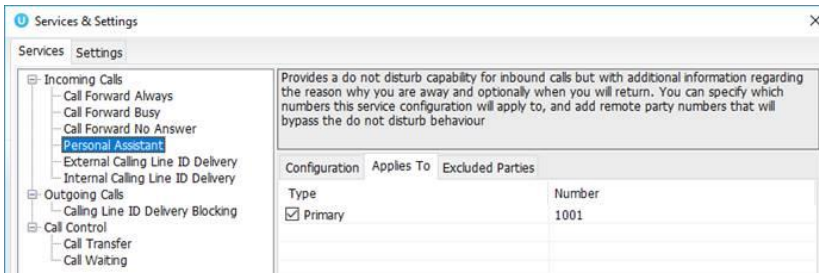 Services & Settings
Services Settings
Incoming Calls
Call Forward Always
Call Forward Busy
Call Forward No Answer
Personal Assistant
External Calling Line ID Delivery
Internal Calling Line ID Delivery
Outgoing Calls
Calling Line ID Delivery Blocking
Call Control
Call Transfer
Call Waiting
Provides a do not disturb capability for inbound calls but with additional information regarding
the reason why you are away and optionally when you will return. You can specify which
numbers this service configuration will apply to, and add remote party numbers that will
bypass the do not disturb behaviour
Configuration Applies To Excluded Parties
Type Number
Primary 1001